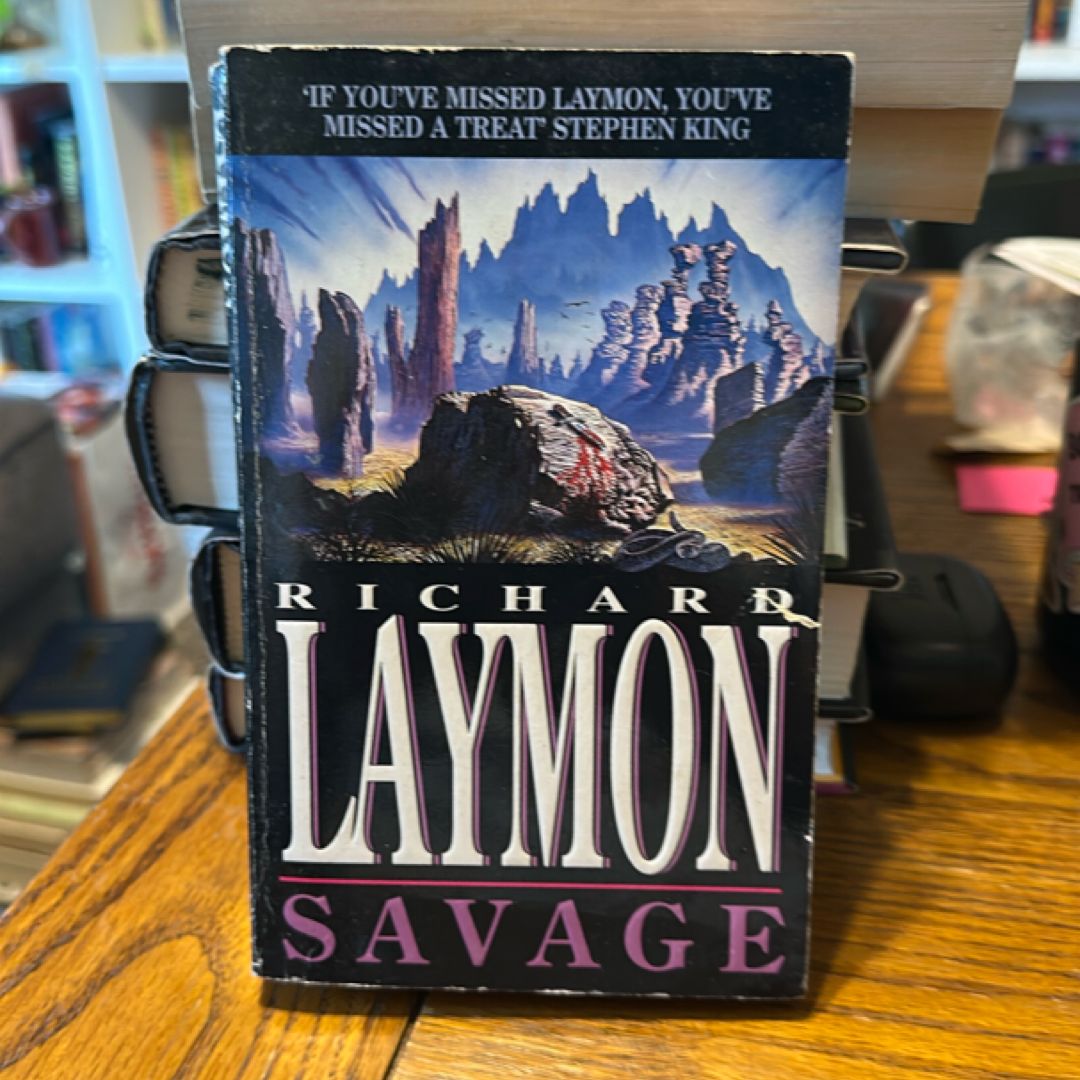 'IF YOU'VE MISSED LAYMON, YOU'VE
MISSED A TREAT' STEPHEN KING
RICHARD
LAYMON
SAVAGE